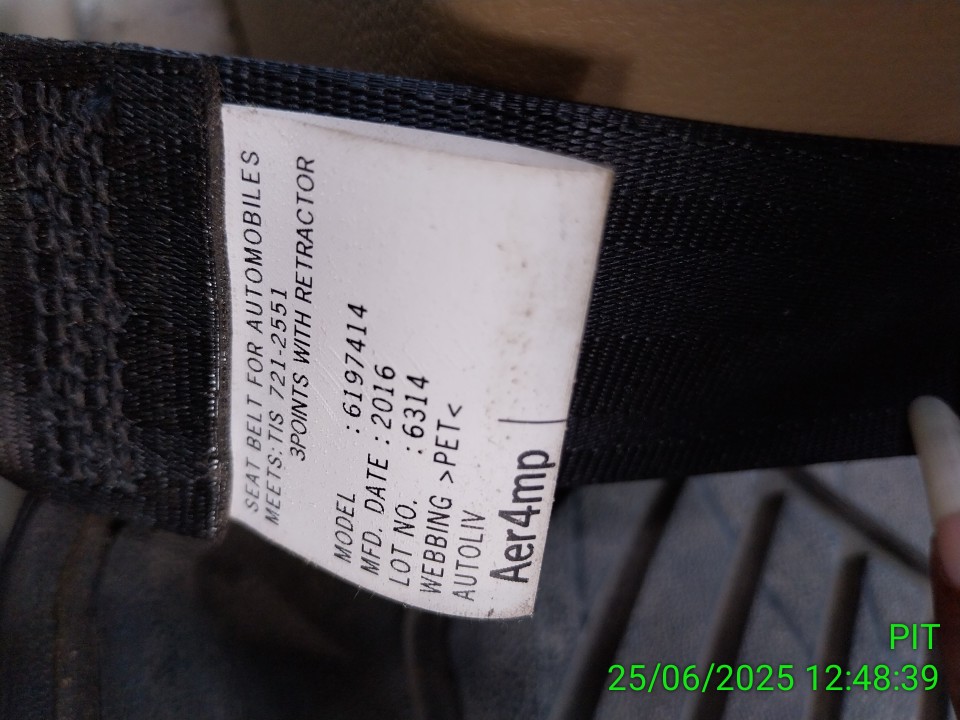 SEAT BELT FOR AUTOMOBILES
MEETS:TIS 721-2551
3POINTS WITH RETRACTOR
MODEL :6197414
MFD. DATE :2016
LOT NO. :6314
WEBBING >PET<
AUTOLIV
Aer4mp
PIT
25/06/2025 12:48:39